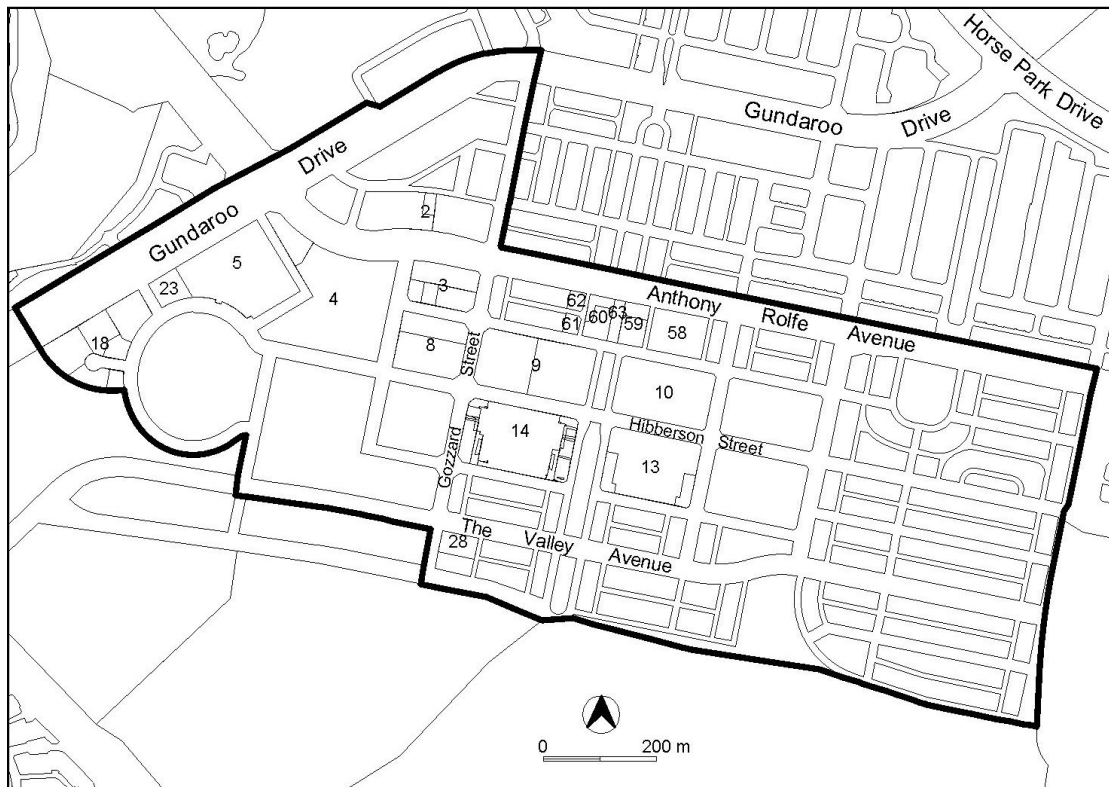 Horse Park Drive
Gundaroo Drive
Gundaroo Drive
2
5
23
4
3
18
8
Street
Gozzard
62
61
60
63
59
58
Anthony Rolfe Avenue
9
10
14
Hibberson Street
13
The Valley Avenue
28
0 200 m